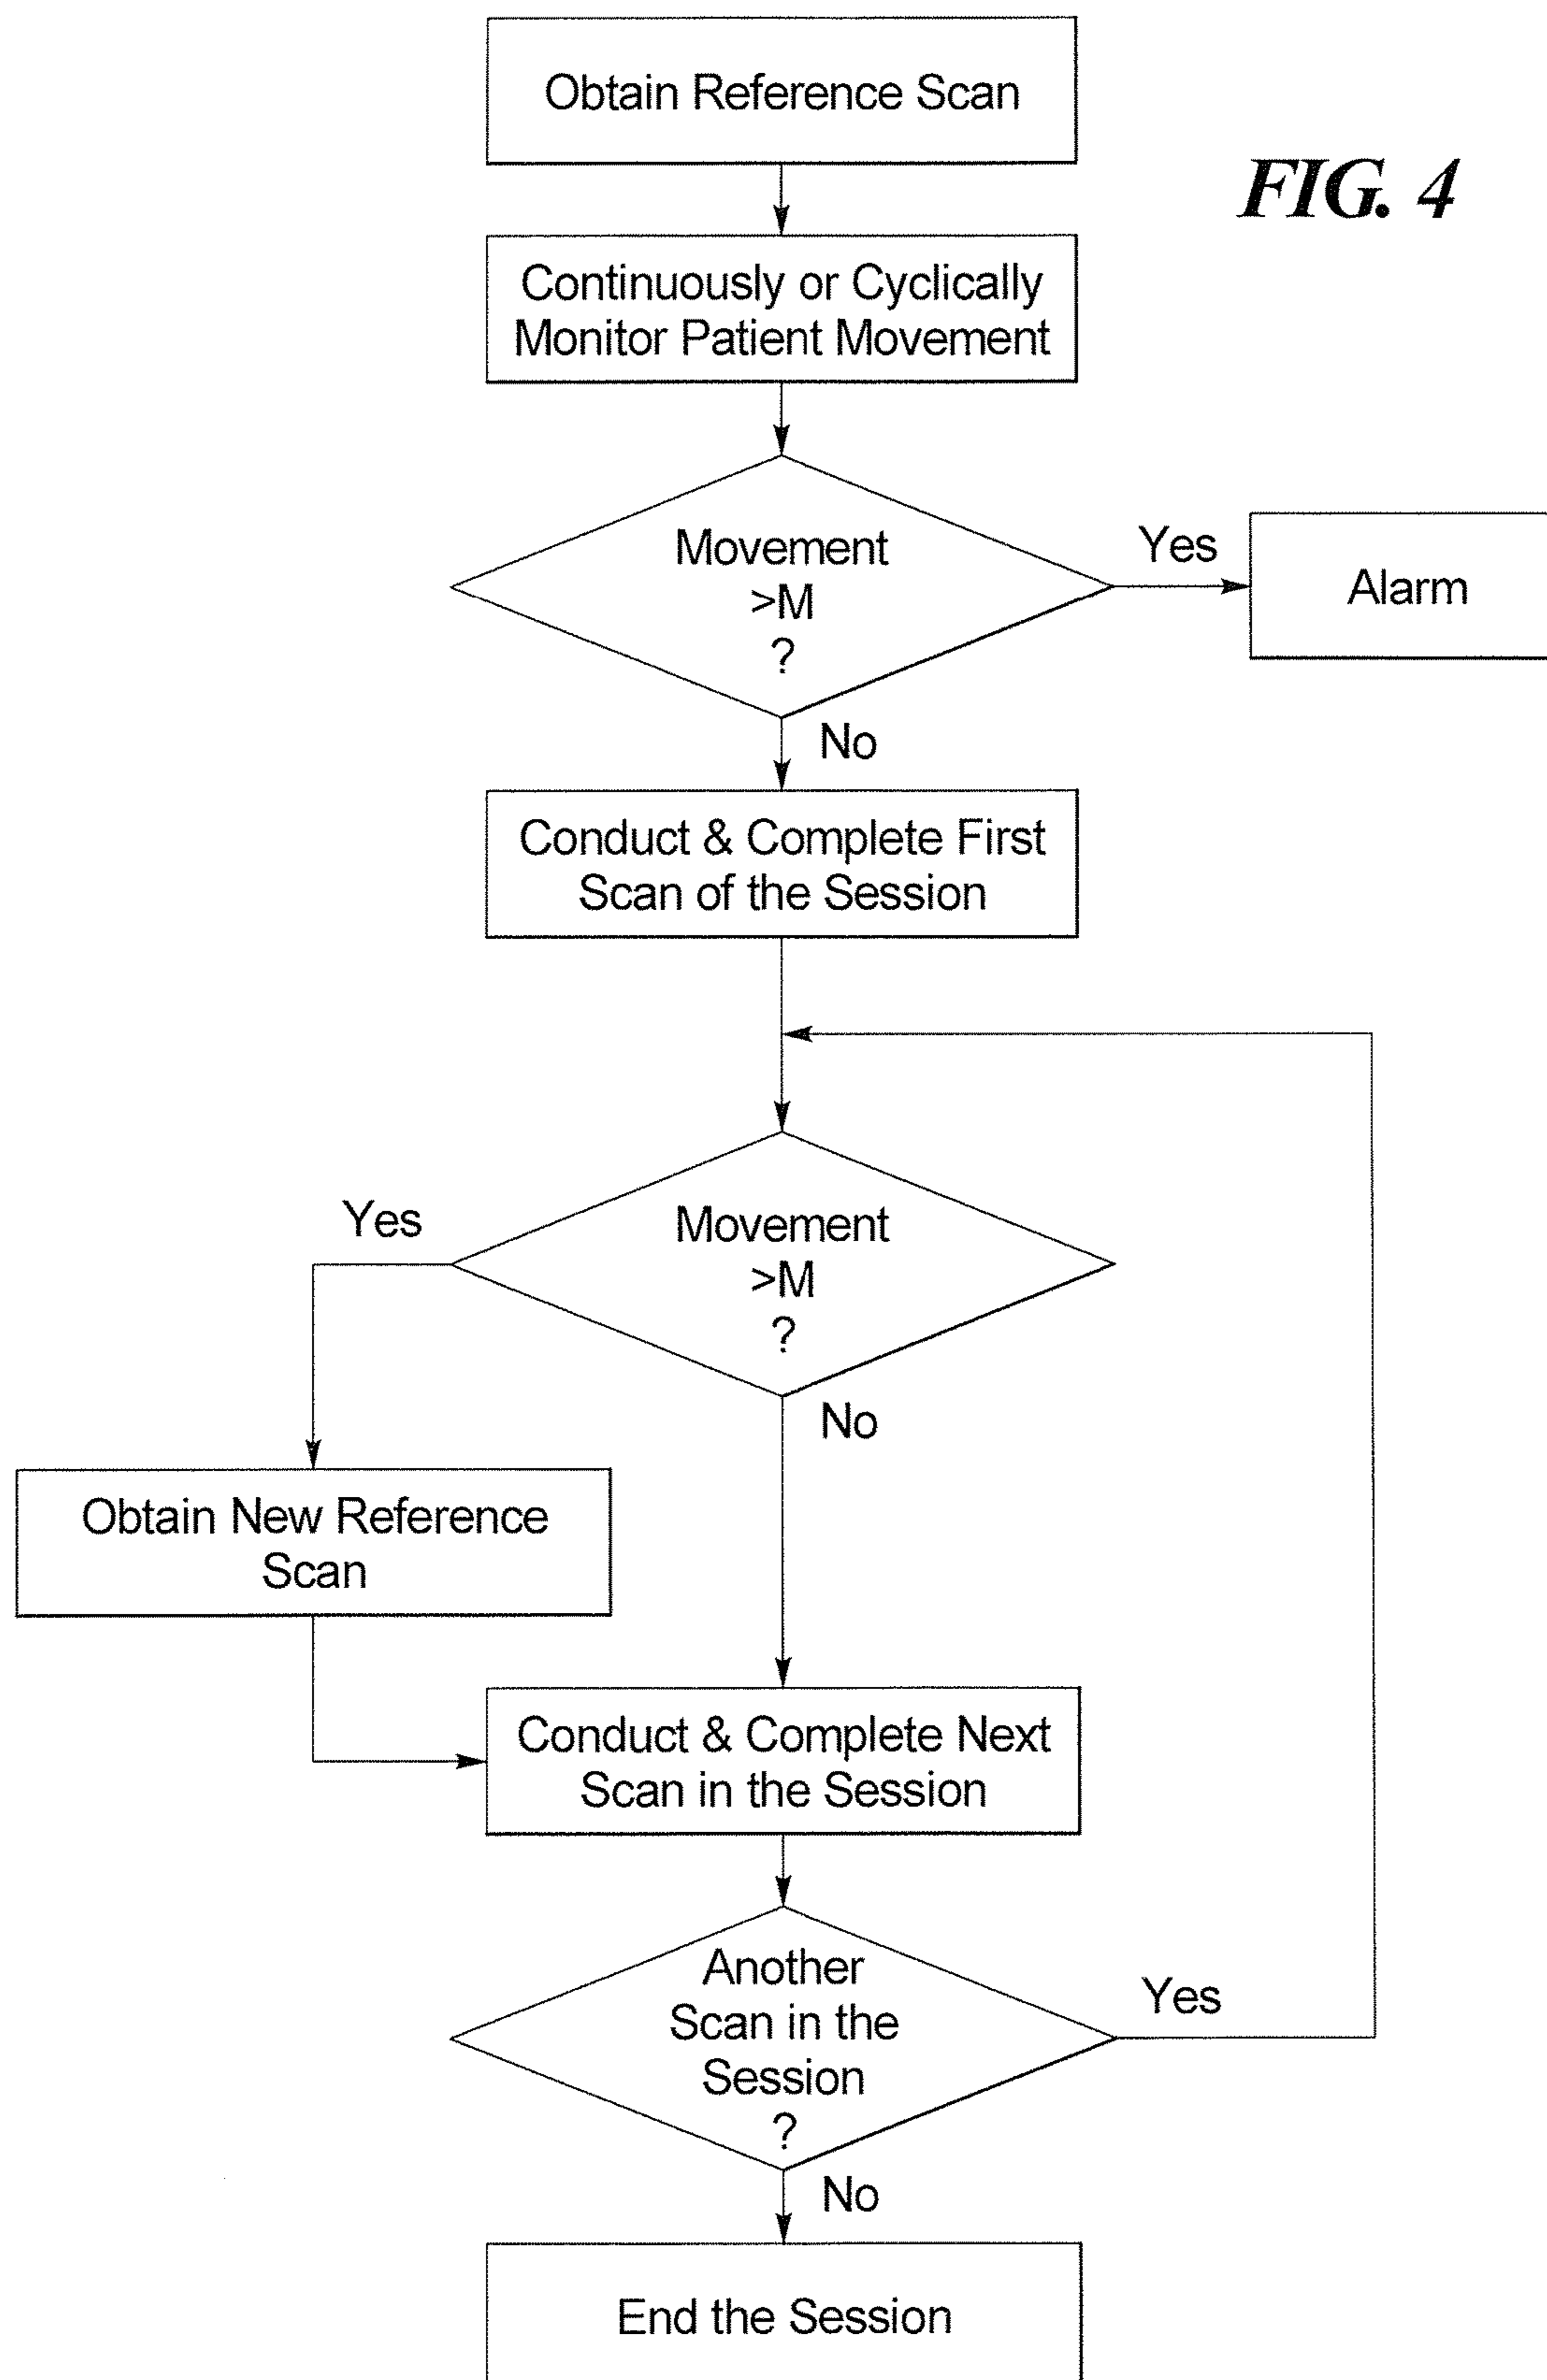 Obtain Reference Scan
FIG. 4
Continuously or Cyclically
Monitor Patient Movement
Movement
>M
?
Yes
Alarm
No
Conduct & Complete First
Scan of the Session
Yes
Movement
>M
?
No
Obtain New Reference
Scan
Conduct & Complete Next
Scan in the Session
Another
Scan in the
Session
?
Yes
No
End the Session